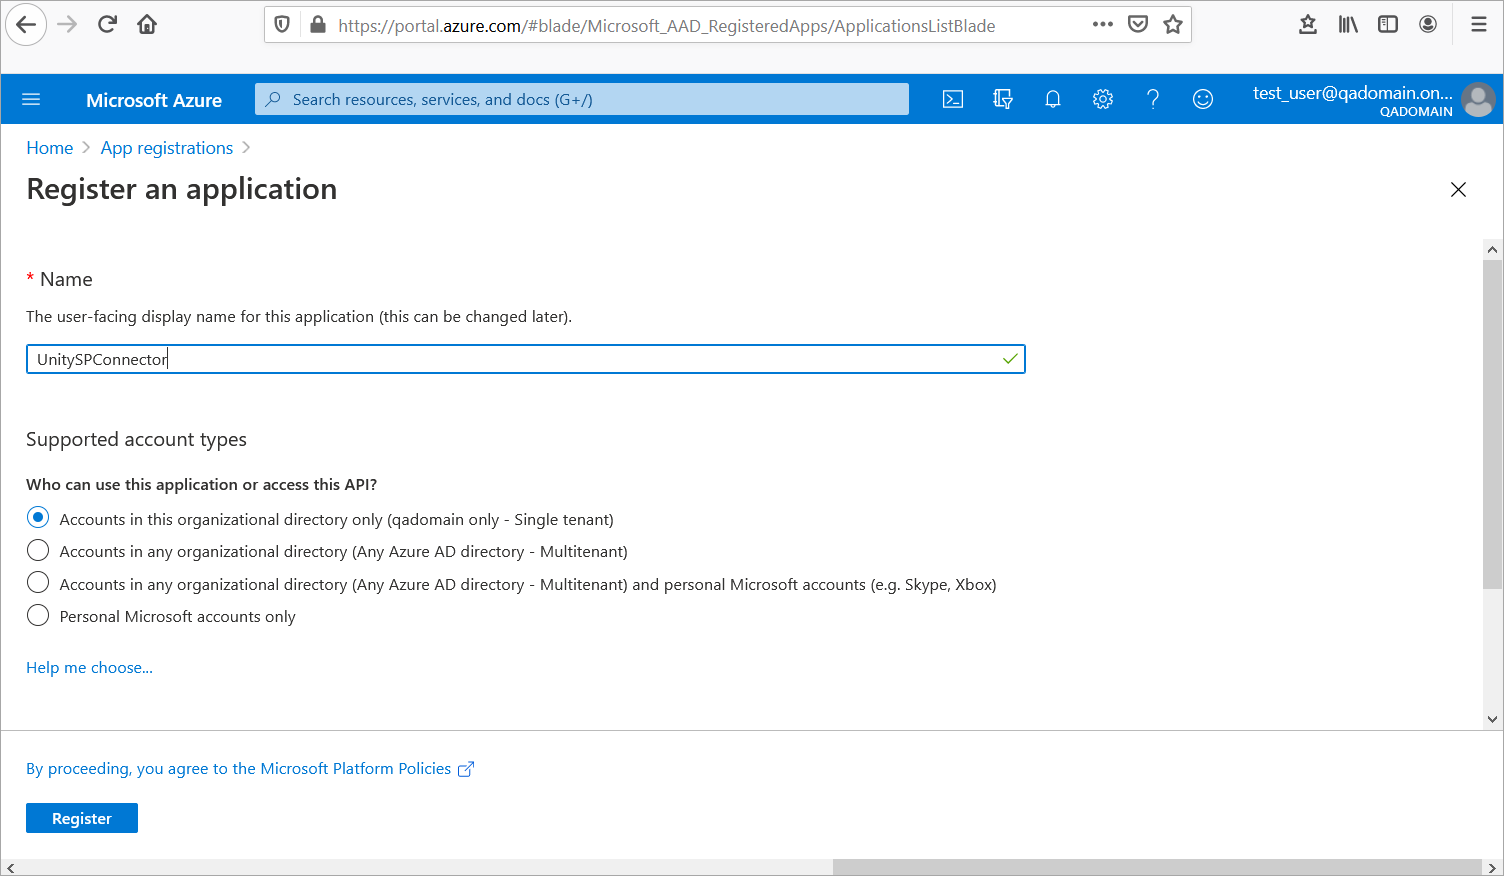 https://portal.azure.com/#blade/Microsoft_AAD_RegisteredApps/ApplicationsListBlade
Microsoft Azure
Search resources, services, and docs (G+/)
test_user@qadomain.on...
QADOMAIN
Home > App registrations >
Register an application
* Name
The user-facing display name for this application (this can be changed later).
UnitySPConnector
Supported account types
Who can use this application or access this API?
Accounts in this organizational directory only (qadomain only - Single tenant)
Accounts in any organizational directory (Any Azure AD directory - Multitenant)
Accounts in any organizational directory (Any Azure AD directory - Multitenant) and personal Microsoft accounts (e.g. Skype, Xbox)
Personal Microsoft accounts only
Help me choose...
By proceeding, you agree to the Microsoft Platform Policies
Register